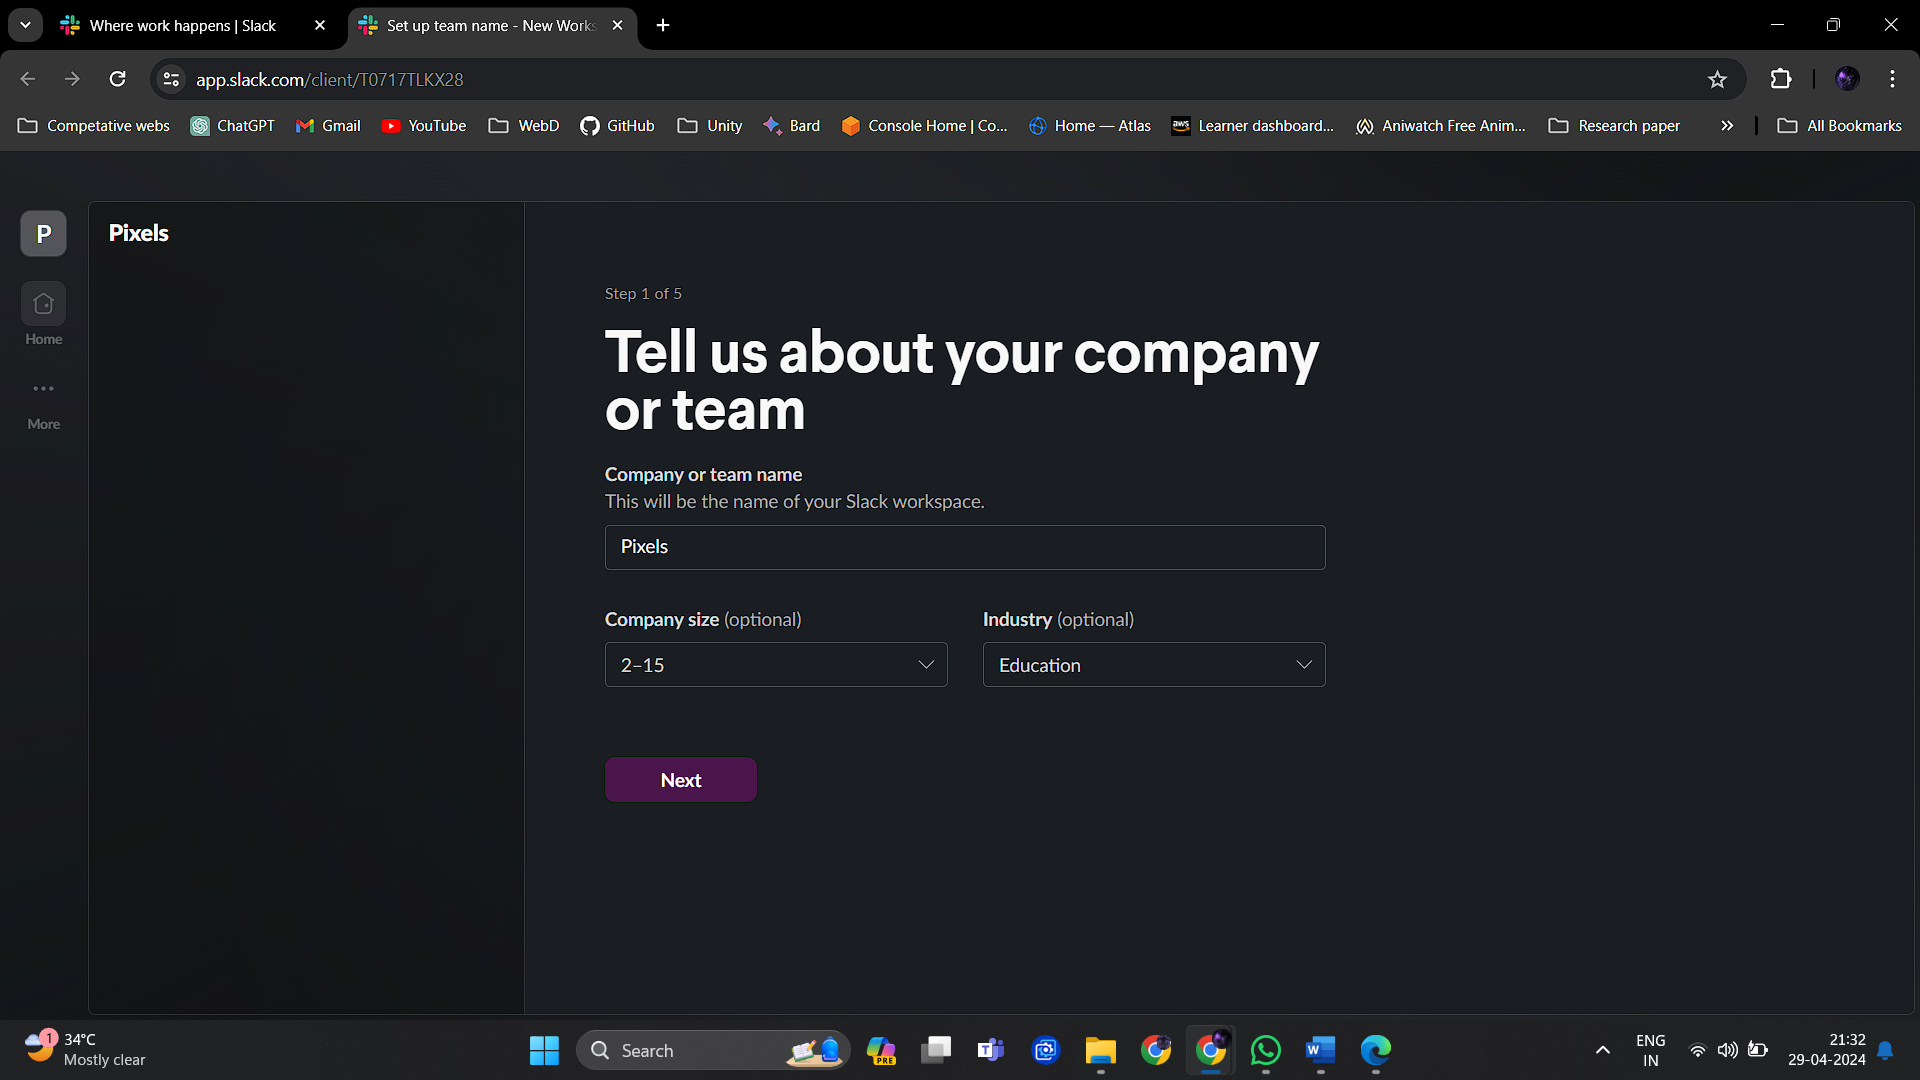 Where work happens | Slack
Set up team name - New Works
app.slack.com/client/T0717TLKX28
Competative webs
ChatGPT
Gmail
YouTube
WebD
GitHub
Unity
Bard
Console Home | Co...
Home — Atlas
aws
Learner dashboard...
Aniwatch Free Anim...
Research paper
All Bookmarks
P
Pixels
Home
More
Step 1 of 5
Tell us about your company
or team
Company or team name
This will be the name of your Slack workspace.
Pixels
Company size (optional)
Industry (optional)
2–15
Education
Next
1
34°C
Mostly clear
Search
PRE
T
W
ENG
IN
21:32
29-04-2024